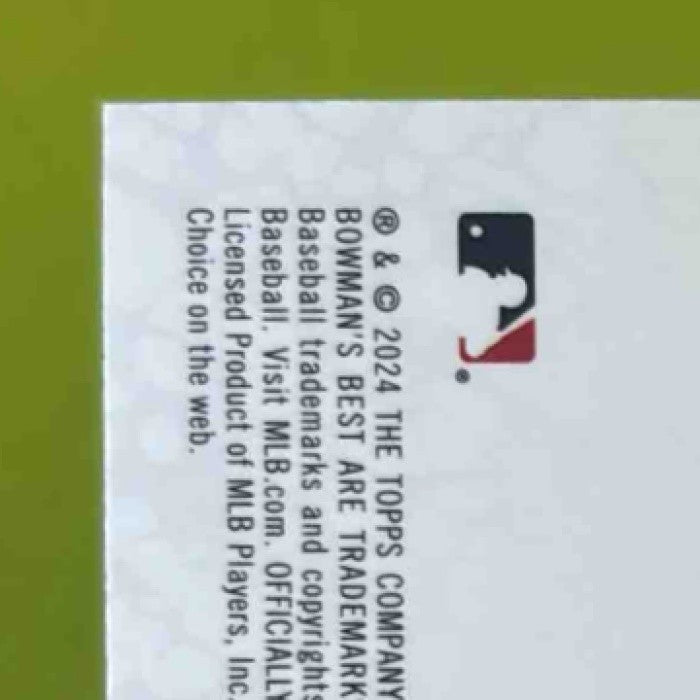 ® & © 2024 THE TOPPS COMPANY
BOWMAN'S BEST ARE TRADEMARK
Baseball trademarks and copyrights
Baseball. Visit MLB.com. OFFICIALLY
Licensed Product of MLB Players, Inc.
Choice on the web.